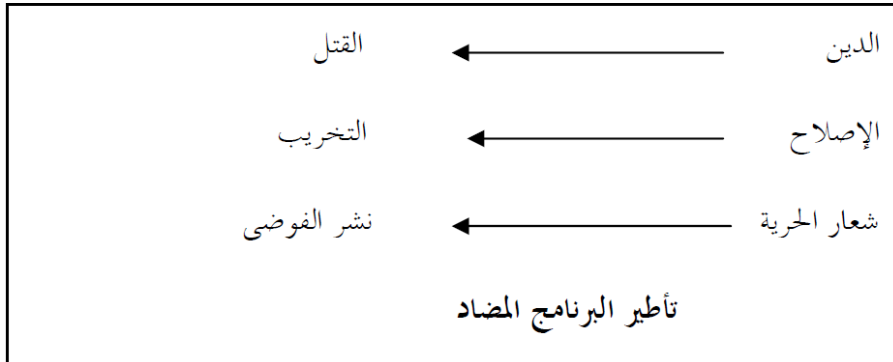 الدين القتل
الإصلاح التخريب
شعار الحرية نشر الفوضى
تأطير البرنامج المضاد